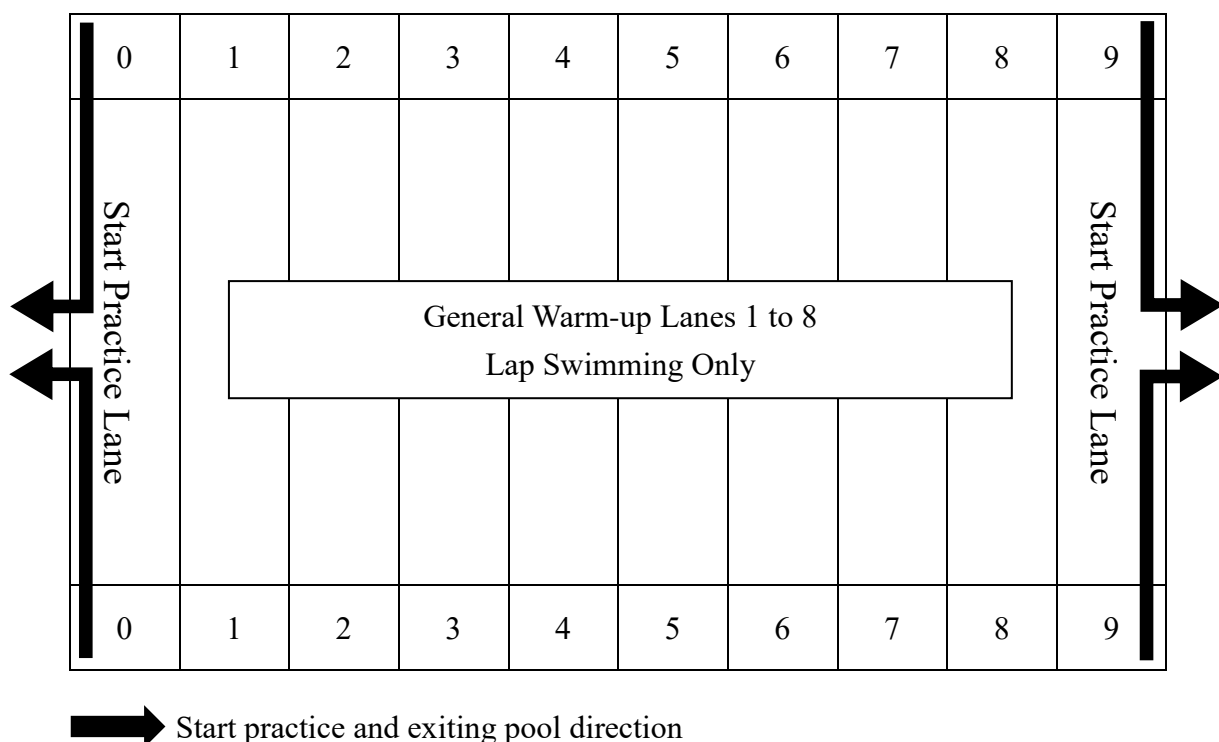 0 1 2 3 4 5 6 7 8 9
Start Practice Lane
General Warm-up Lanes 1 to 8
Lap Swimming Only
Start Practice Lane
0 1 2 3 4 5 6 7 8 9
Start practice and exiting pool direction